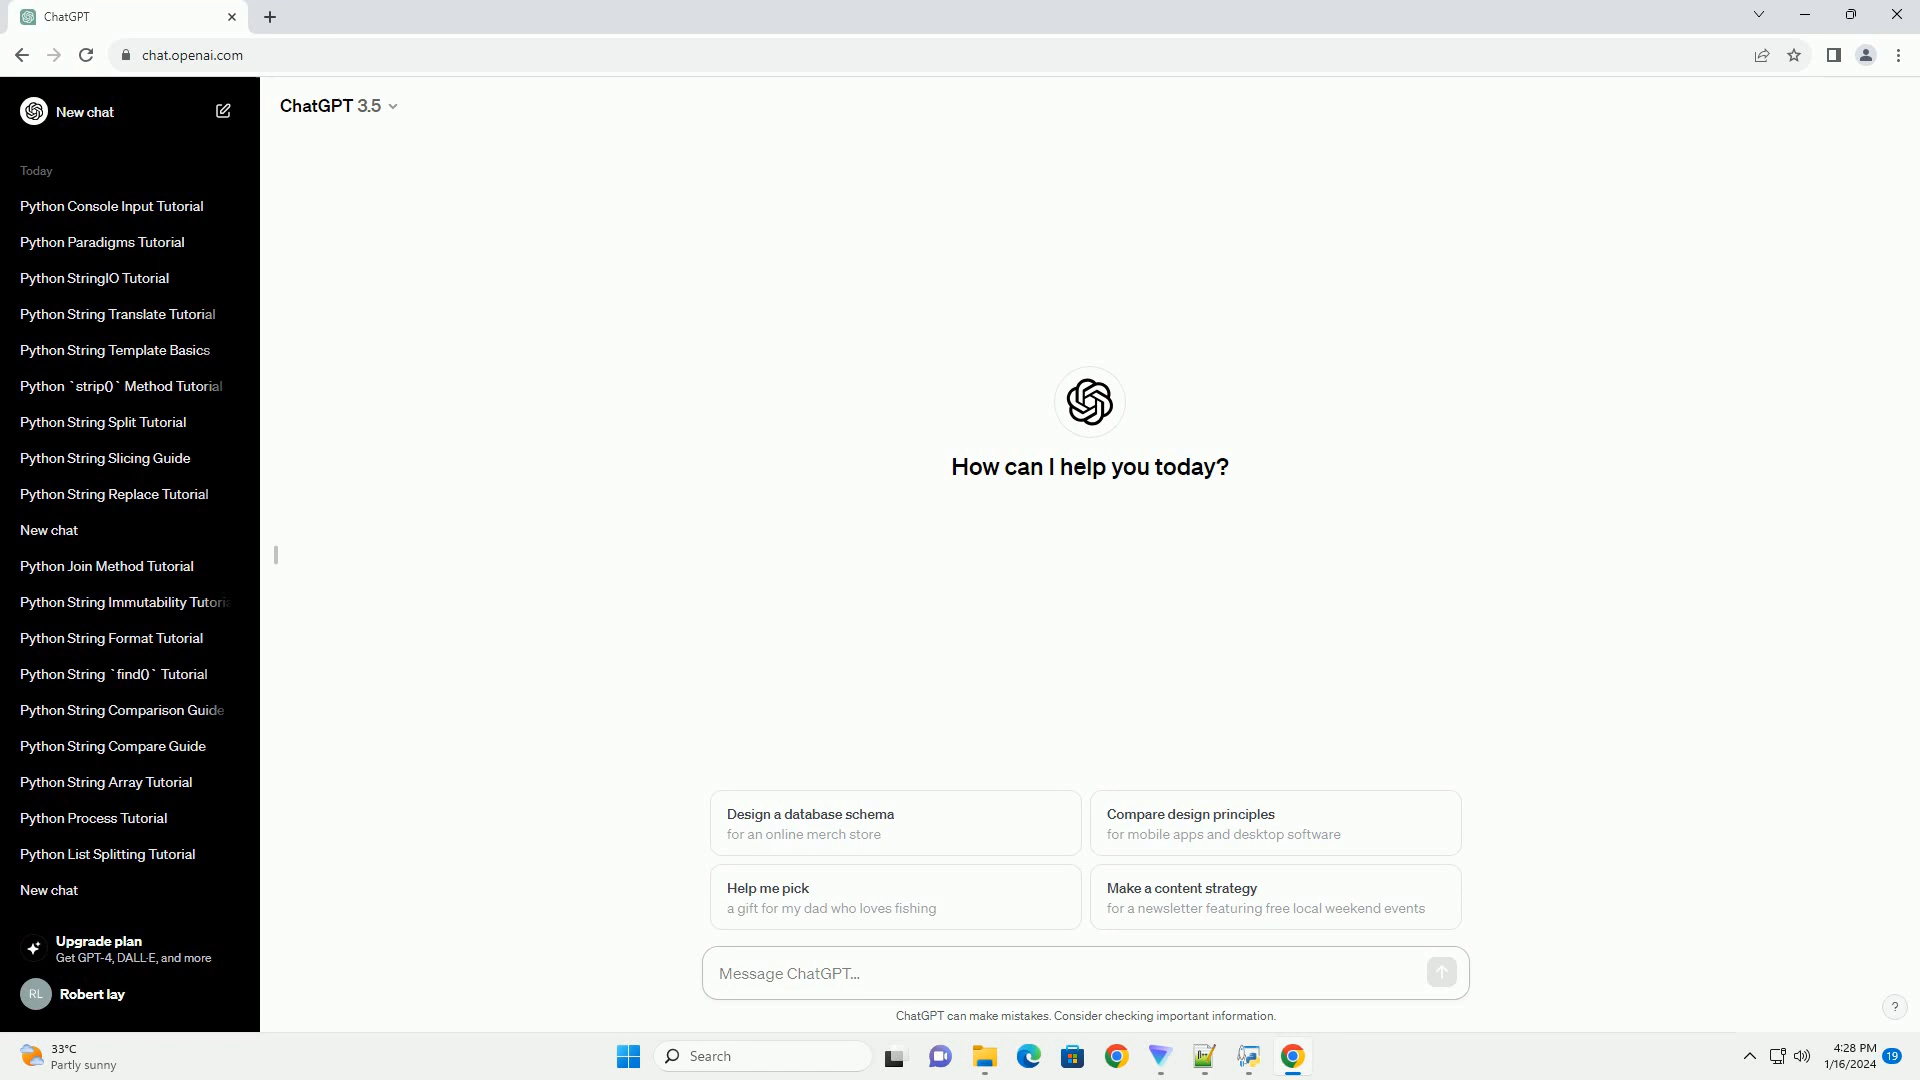 ChatGPT
chat.openai.com
New chat
Today
Python Console Input Tutorial
Python Paradigms Tutorial
Python StringIO Tutorial
Python String Translate Tutorial
Python String Template Basics
Python `strip()` Method Tutorial
Python String Split Tutorial
Python String Slicing Guide
Python String Replace Tutorial
New chat
Python Join Method Tutorial
Python String Immutability Tutoria
Python String Format Tutorial
Python String `find()` Tutorial
Python String Comparison Guide
Python String Compare Guide
Python String Array Tutorial
Python Process Tutorial
Python List Splitting Tutorial
New chat
Upgrade plan
Get GPT-4, DALL·E, and more
RL
Robert lay
ChatGPT 3.5
How can I help you today?
Design a database schema
for an online merch store
Compare design principles
for mobile apps and desktop software
Help me pick
a gift for my dad who loves fishing
Make a content strategy
for a newsletter featuring free local weekend events
Message ChatGPT...
ChatGPT can make mistakes. Consider checking important information.
?
33°C
Partly sunny
Search
4:28 PM
1/16/2024
19